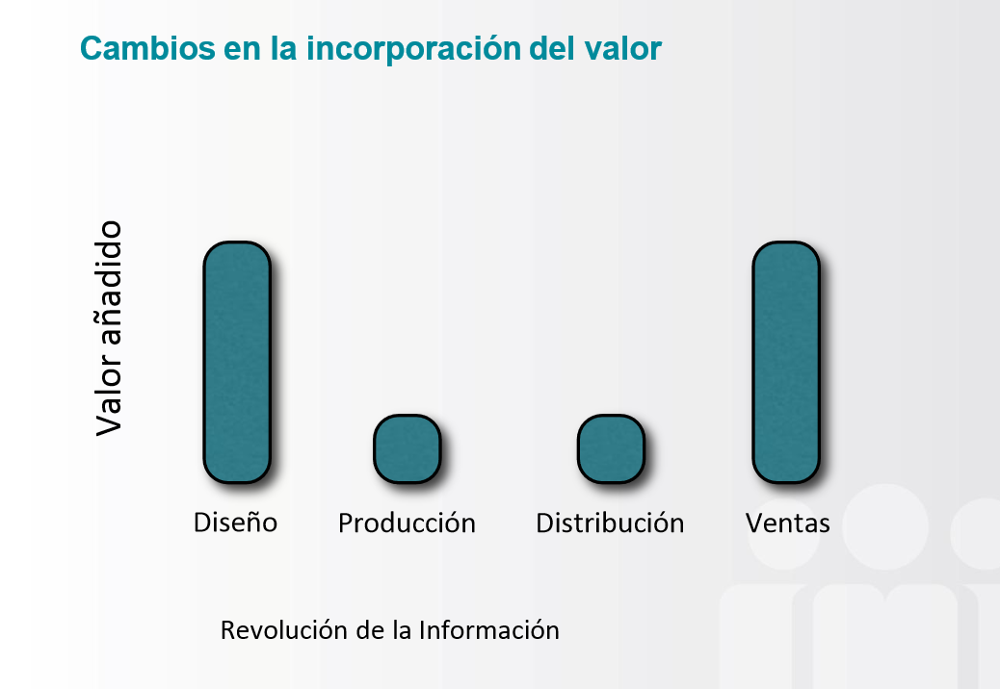 Cambios en la incorporación del valor
Valor añadido
Diseño
Producción
Distribución
Ventas
Revolución de la Información